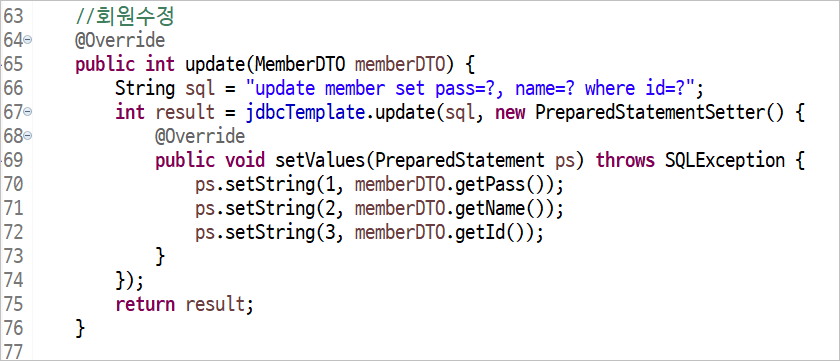 63 //회원수정
64 @Override
65 public int update(MemberDTO memberDTO) {
66 String sql = "update member set pass=?, name=? where id=?";
67 int result = jdbcTemplate.update(sql, new PreparedStatementSetter() {
68 @Override
69 public void setValues(PreparedStatement ps) throws SQLException {
70 ps.setString(1, memberDTO.getPass());
71 ps.setString(2, memberDTO.getName());
72 ps.setString(3, memberDTO.getId());
73 }
74 });
75 return result;
76 }
77